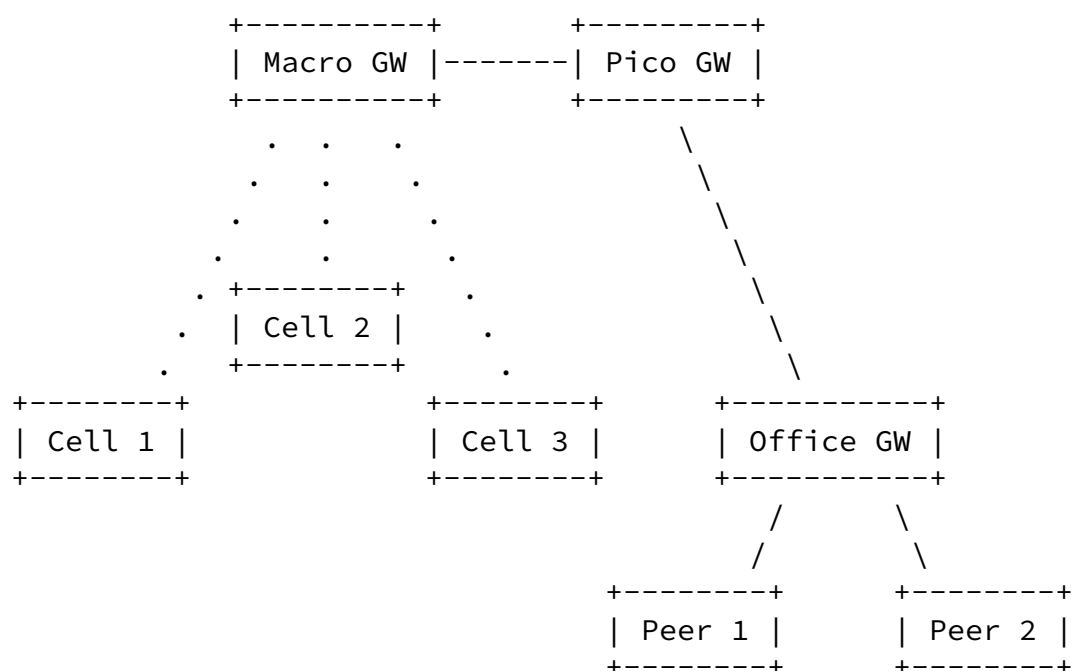 Macro GW
Pico GW
Cell 2
Cell 1
Cell 3
Office GW
Peer 1
Peer 2